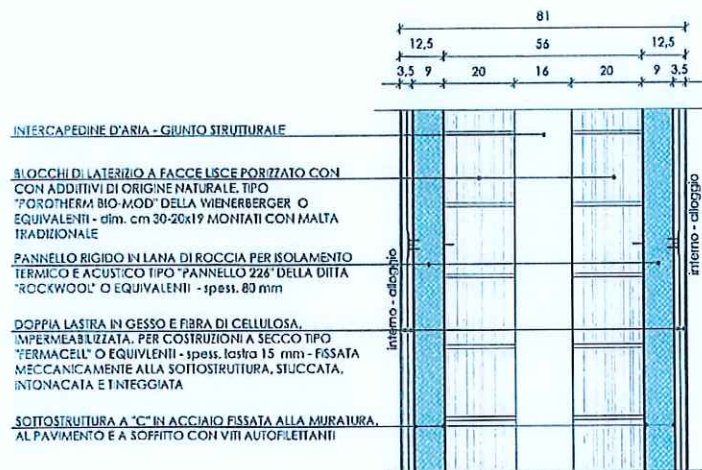 81
12,5 56 12,5
3,5 9 20 16 20 9 3,5
INTERCAPEDINE D'ARIA - GIUNTO STRUTTURALE
BLOCCHI DI LATERIZIO A FACCE LISCE PORIZZATO CON
CON ADDITIVI DI ORIGINE NATURALE. TIPO
"POROTHERM BIO-MOD" DELLA WIENERBERGER O
EQUIVALENTI - dim. cm 30-20x19 MONTATI CON MALTA
TRADIZIONALE
PANNELLO RIGIDO IN LANA DI ROCCIA PER ISOLAMENTO
TERMICO E ACUSTICO TIPO "PANNELLO 226" DELLA DITTA
"ROCKWOOL" O EQUIVALENTI - spess. 80 mm
DOPPIA LASTRA IN GESSO E FIBRA DI CELLULOSA,
IMPERMEABILIZZATA, PER COSTRUZIONI A SECCO TIPO
"FERMACELL" O EQUIVLENTI - spess. lastra 15 mm - FISSATA
MECCANICAMENTE ALLA SOTTOSTRUTTURA, STUCCATA,
INTONACATA E TINTEGGIATA
SOTTOSTRUTTURA A "C" IN ACCIAIO FISSATA ALLA MURATURA,
AL PAVIMENTO E A SOFFITTO CON VITI AUTOFILETTANTI
interno - alloggio
interno - alloggio